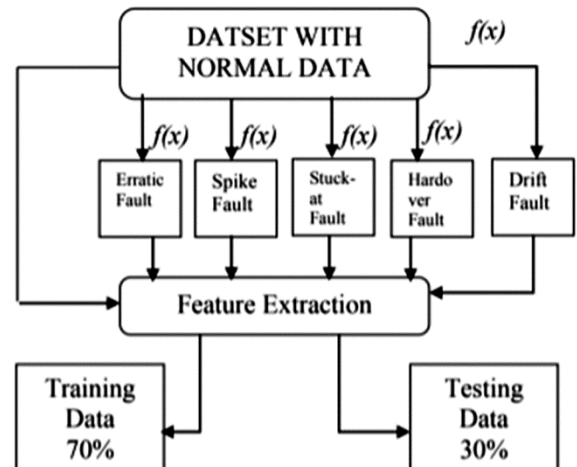 DATSET WITH
NORMAL DATA
f(x)
f(x)
f(x)
f(x)
f(x)
Erratic
Fault
Spike
Fault
Stuck-
at
Fault
Hardo
ver
Fault
Drift
Fault
Feature Extraction
Training
Data
70%
Testing
Data
30%